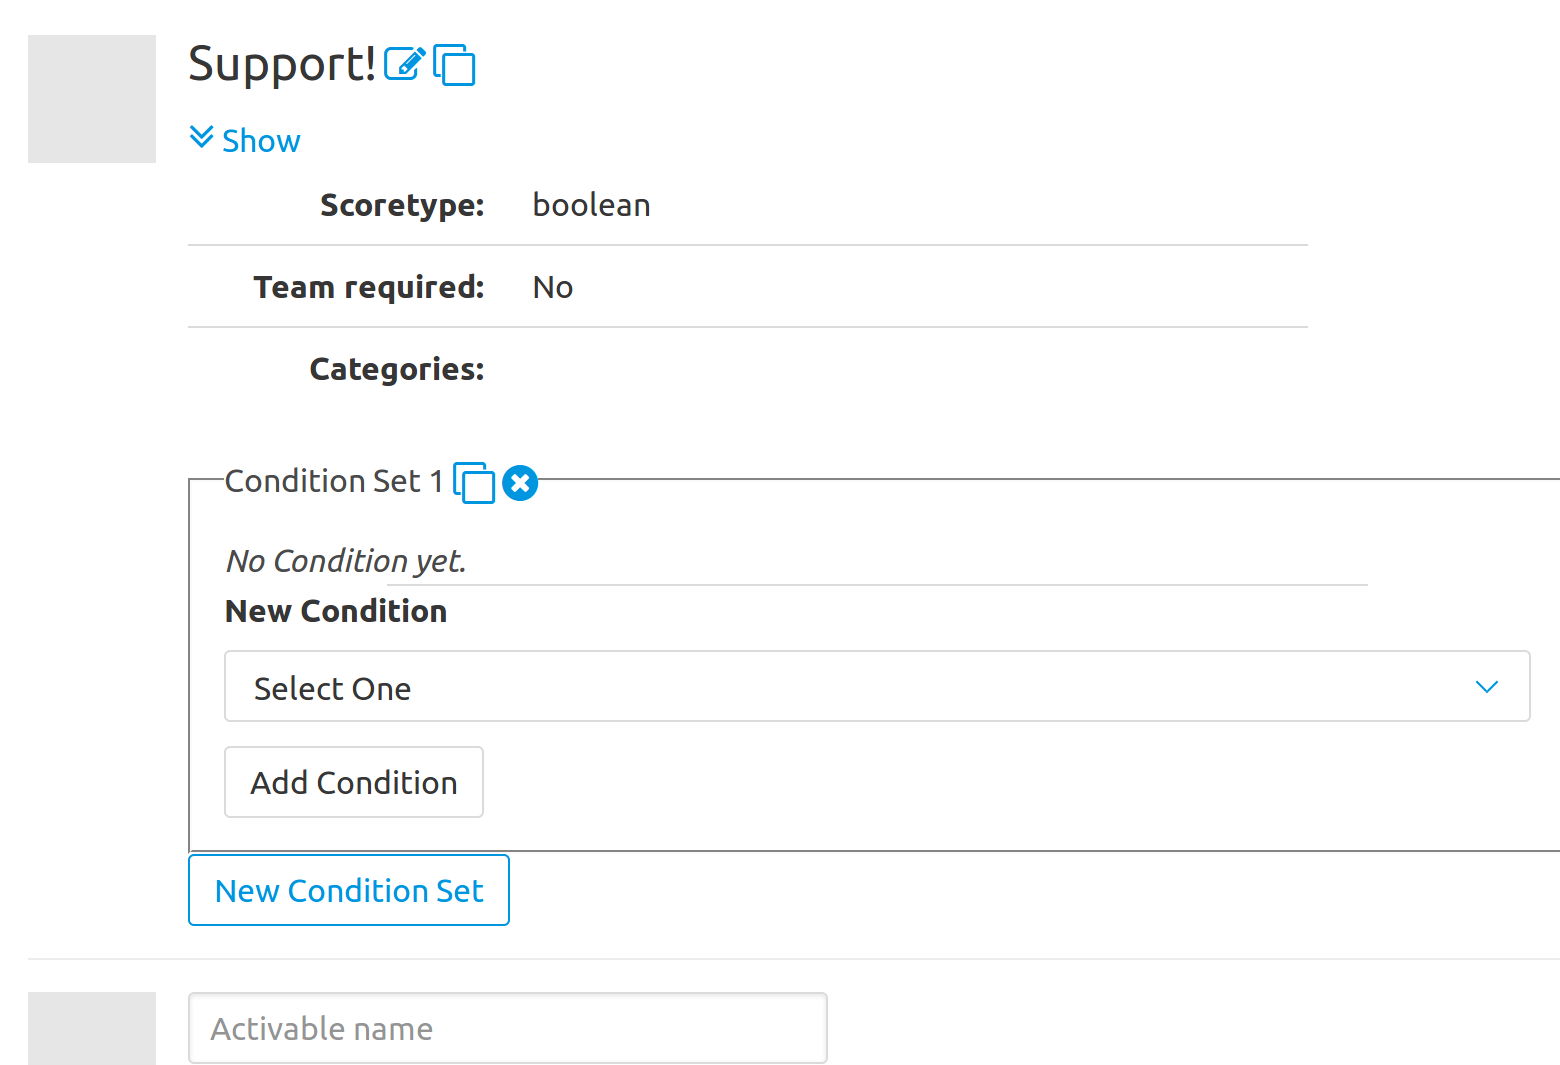 Support!
Show
Scoretype: boolean
Team required: No
Categories:
Condition Set 1
No Condition yet.
New Condition
Select One
Add Condition
New Condition Set
Activable name